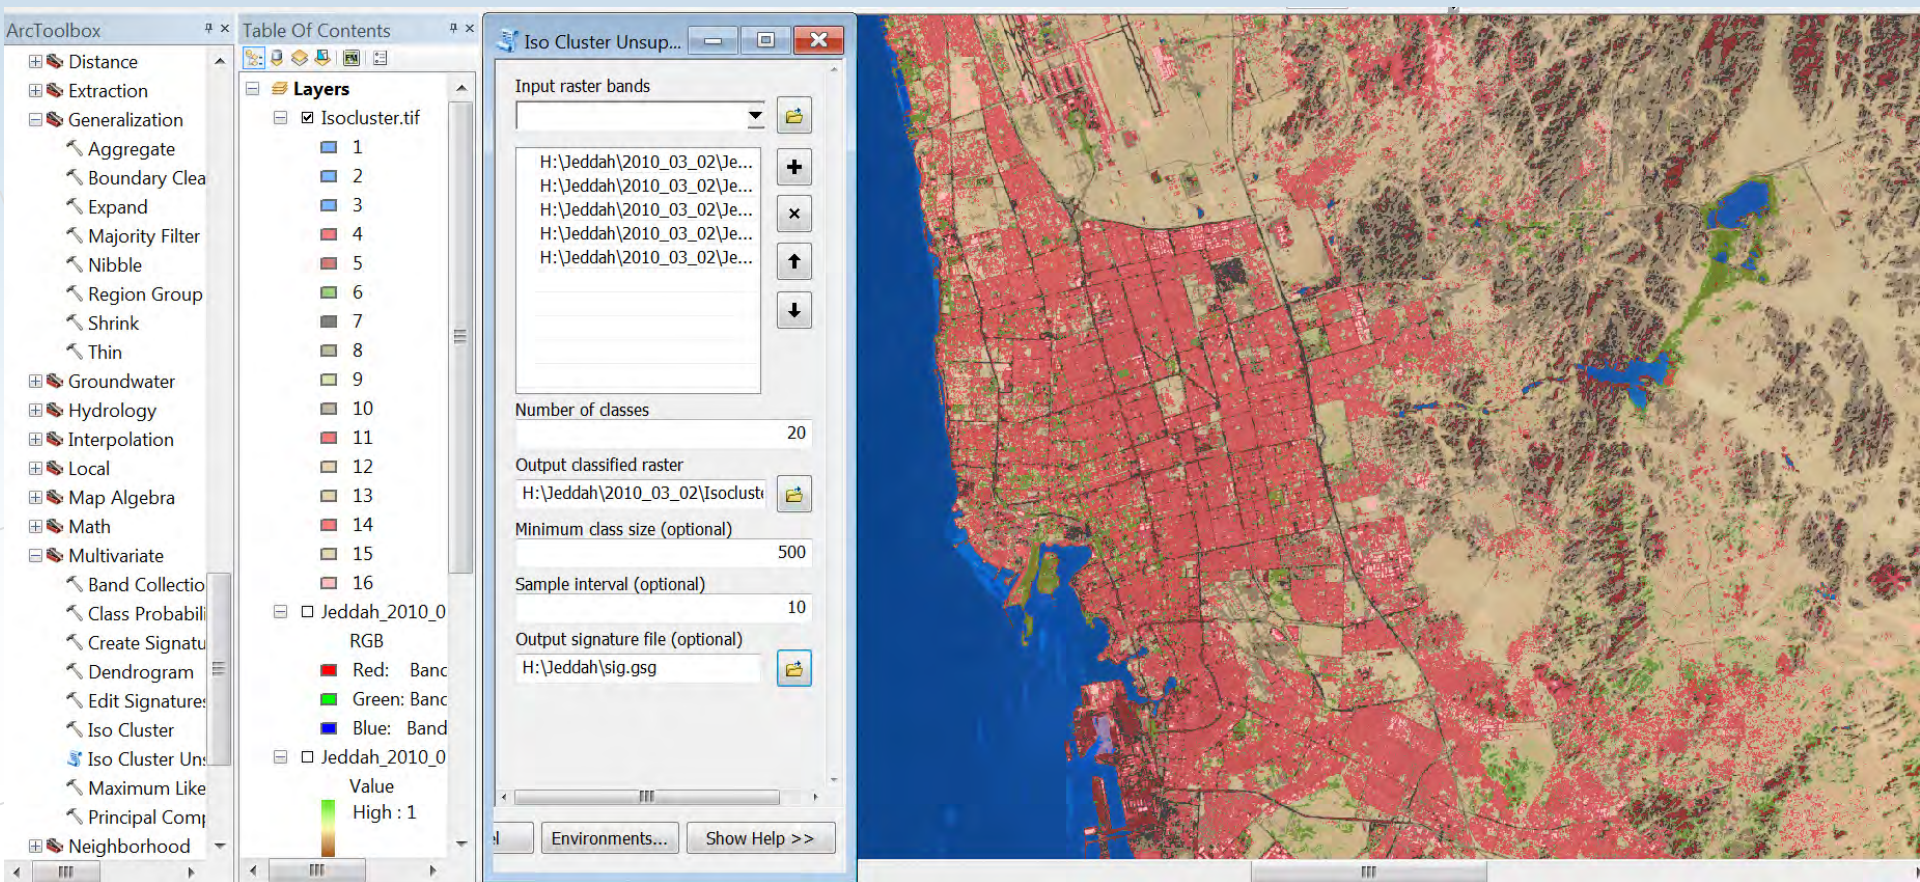 ArcToolbox
Distance
Extraction
Generalization
Aggregate
Boundary Clea
Expand
Majority Filter
Nibble
Region Group
Shrink
Thin
Groundwater
Hydrology
Interpolation
Local
Map Algebra
Math
Multivariate
Band Collectio
Class Probabili
Create Signatu
Dendrogram
Edit Signature
Iso Cluster
Iso Cluster Uns
Maximum Like
Principal Comp
Neighborhood
Table Of Contents
Layers
Isocluster.tif
1
2
3
4
5
6
7
8
9
10
11
12
13
14
15
16
Jeddah_2010_0
RGB
Red: Banc
Green: Banc
Blue: Band
Jeddah_2010_0
Value
High : 1
Iso Cluster Unsup...
Input raster bands
H:\Jeddah\2010_03_02\Je...
H:\Jeddah\2010_03_02\Je...
H:\Jeddah\2010_03_02\Je...
H:\Jeddah\2010_03_02\Je...
H:\Jeddah\2010_03_02\Je...
Number of classes
20
Output classified raster
H:\Jeddah\2010_03_02\Isocluste
Minimum class size (optional)
500
Sample interval (optional)
10
Output signature file (optional)
H:\Jeddah\sig.gsg
Environments...
Show Help >>